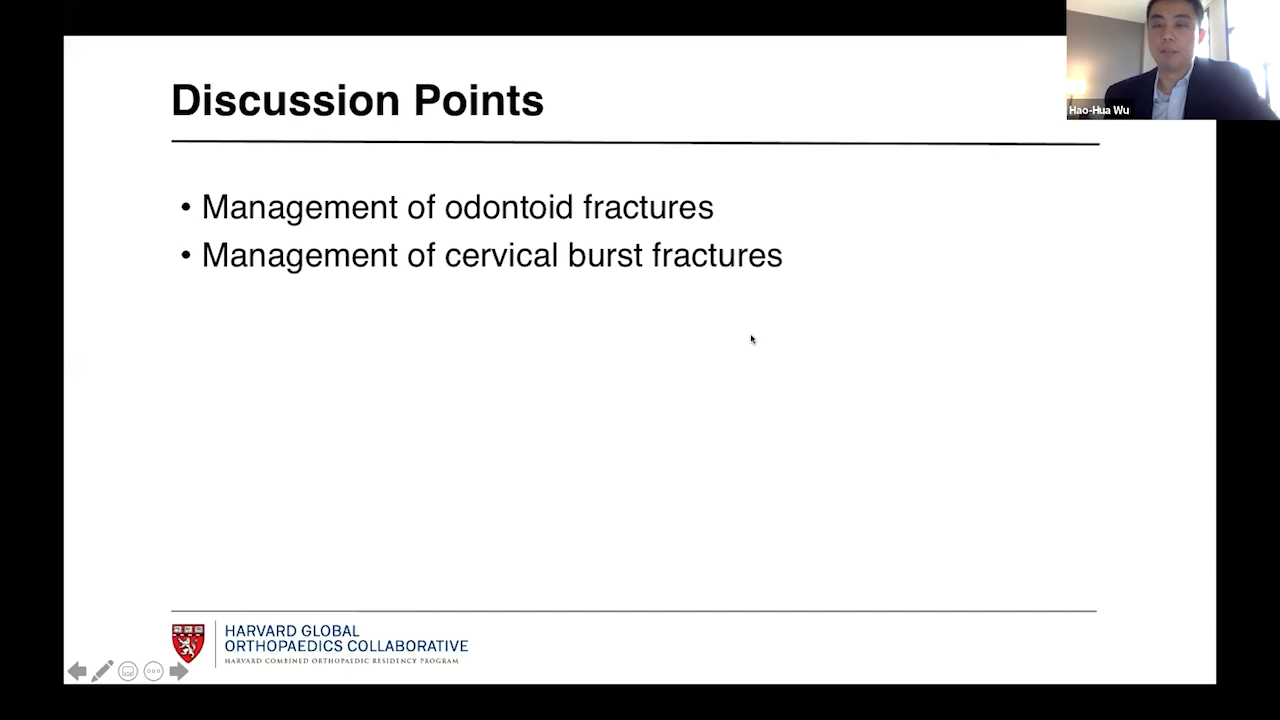 Discussion Points
Hao-Hua Wu
• Management of odontoid fractures
• Management of cervical burst fractures
HARVARD GLOBAL
ORTHOPAEDICS COLLABORATIVE
HARVARD COMBINED ORTHOPAEDIC RESIDENCY PROGRAM